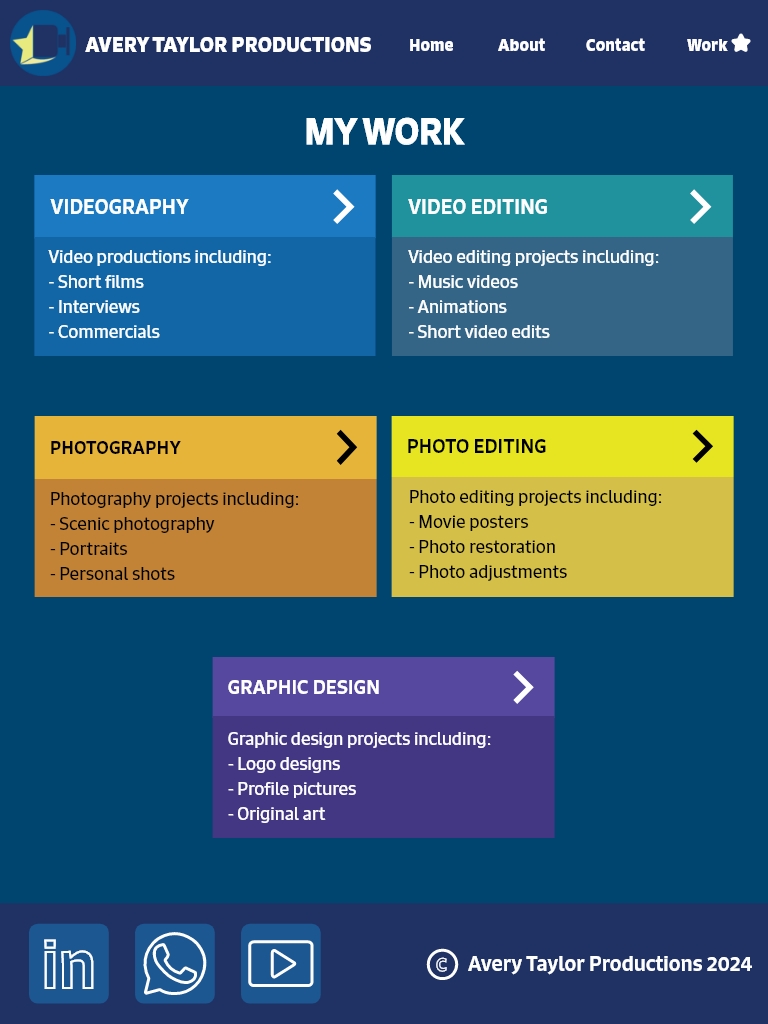 AVERY TAYLOR PRODUCTIONS
Home
About
Contact
Work
MY WORK
VIDEOGRAPHY
Video productions including:
- Short films
- Interviews
- Commercials
VIDEO EDITING
Video editing projects including:
- Music videos
- Animations
- Short video edits
PHOTOGRAPHY
Photography projects including:
- Scenic photography
- Portraits
- Personal shots
PHOTO EDITING
Photo editing projects including:
- Movie posters
- Photo restoration
- Photo adjustments
GRAPHIC DESIGN
Graphic design projects including:
- Logo designs
- Profile pictures
- Original art
in
© Avery Taylor Productions 2024